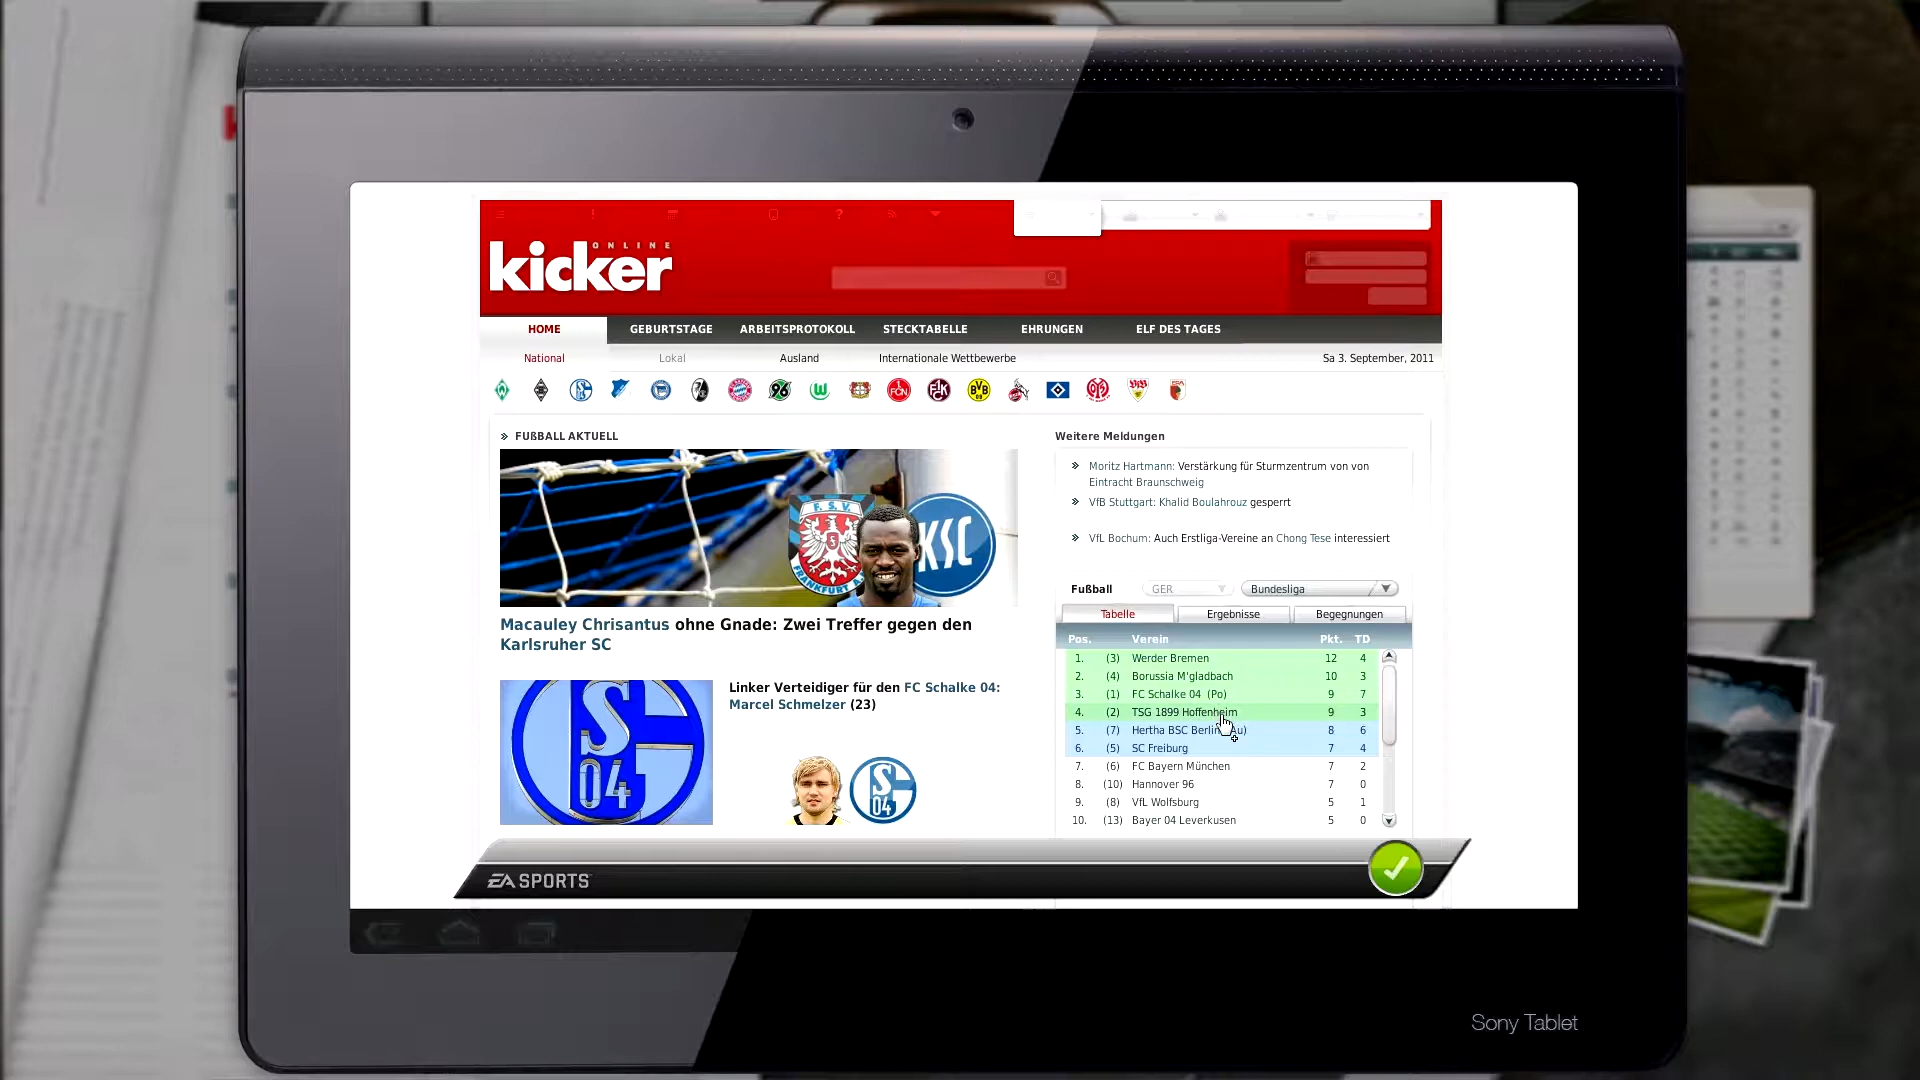 ONLINE
kicker
HOME GEBURTSTAGE ARBEITSPROTOKOLL STECKTABELLE EHRUNGEN ELF DES TAGES
National Lokal Ausland Internationale Wettbewerbe Sa 3. September, 2011
FUßBALL AKTUELL
F.S.V.
FRANKFURT
KSC
Macauley Chrisantus ohne Gnade: Zwei Treffer gegen den
Karlsruher SC
S
04
Linker Verteidiger für den FC Schalke 04:
Marcel Schmelzer (23)
S
04
Weitere Meldungen
Moritz Hartmann: Verstärkung für Sturmzentrum von von
Eintracht Braunschweig
VfB Stuttgart: Khalid Boulahrouz gesperrt
VfL Bochum: Auch Erstliga-Vereine an Chong Tese interessiert
Fußball GER Bundesliga
Tabelle Ergebnisse Begegnungen
Pos. Verein Pkt. TD
1. (3) Werder Bremen 12 4
2. (4) Borussia M'gladbach 10 3
3. (1) FC Schalke 04 (Po) 9 7
4. (2) TSG 1899 Hoffenheim 9 3
5. (7) Hertha BSC Berlin (Au) 8 6
6. (5) SC Freiburg 7 4
7. (6) FC Bayern München 7 2
8. (10) Hannover 96 7 0
9. (8) VfL Wolfsburg 5 1
10. (13) Bayer 04 Leverkusen 5 0
EA SPORTS
Sony Tablet